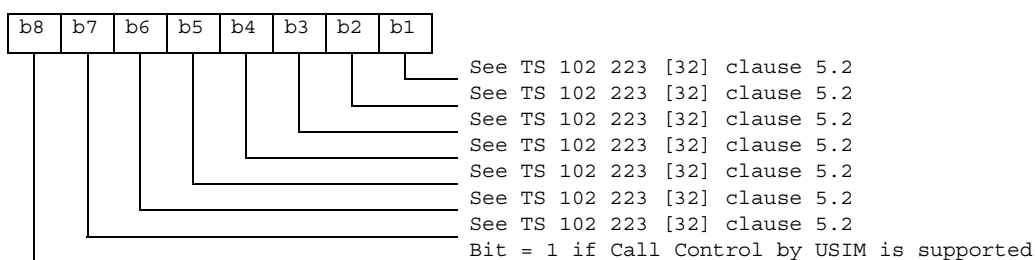 b8 b7 b6 b5 b4 b3 b2 b1
See TS 102 223 [32] clause 5.2
See TS 102 223 [32] clause 5.2
See TS 102 223 [32] clause 5.2
See TS 102 223 [32] clause 5.2
See TS 102 223 [32] clause 5.2
See TS 102 223 [32] clause 5.2
See TS 102 223 [32] clause 5.2
Bit = 1 if Call Control by USIM is supported